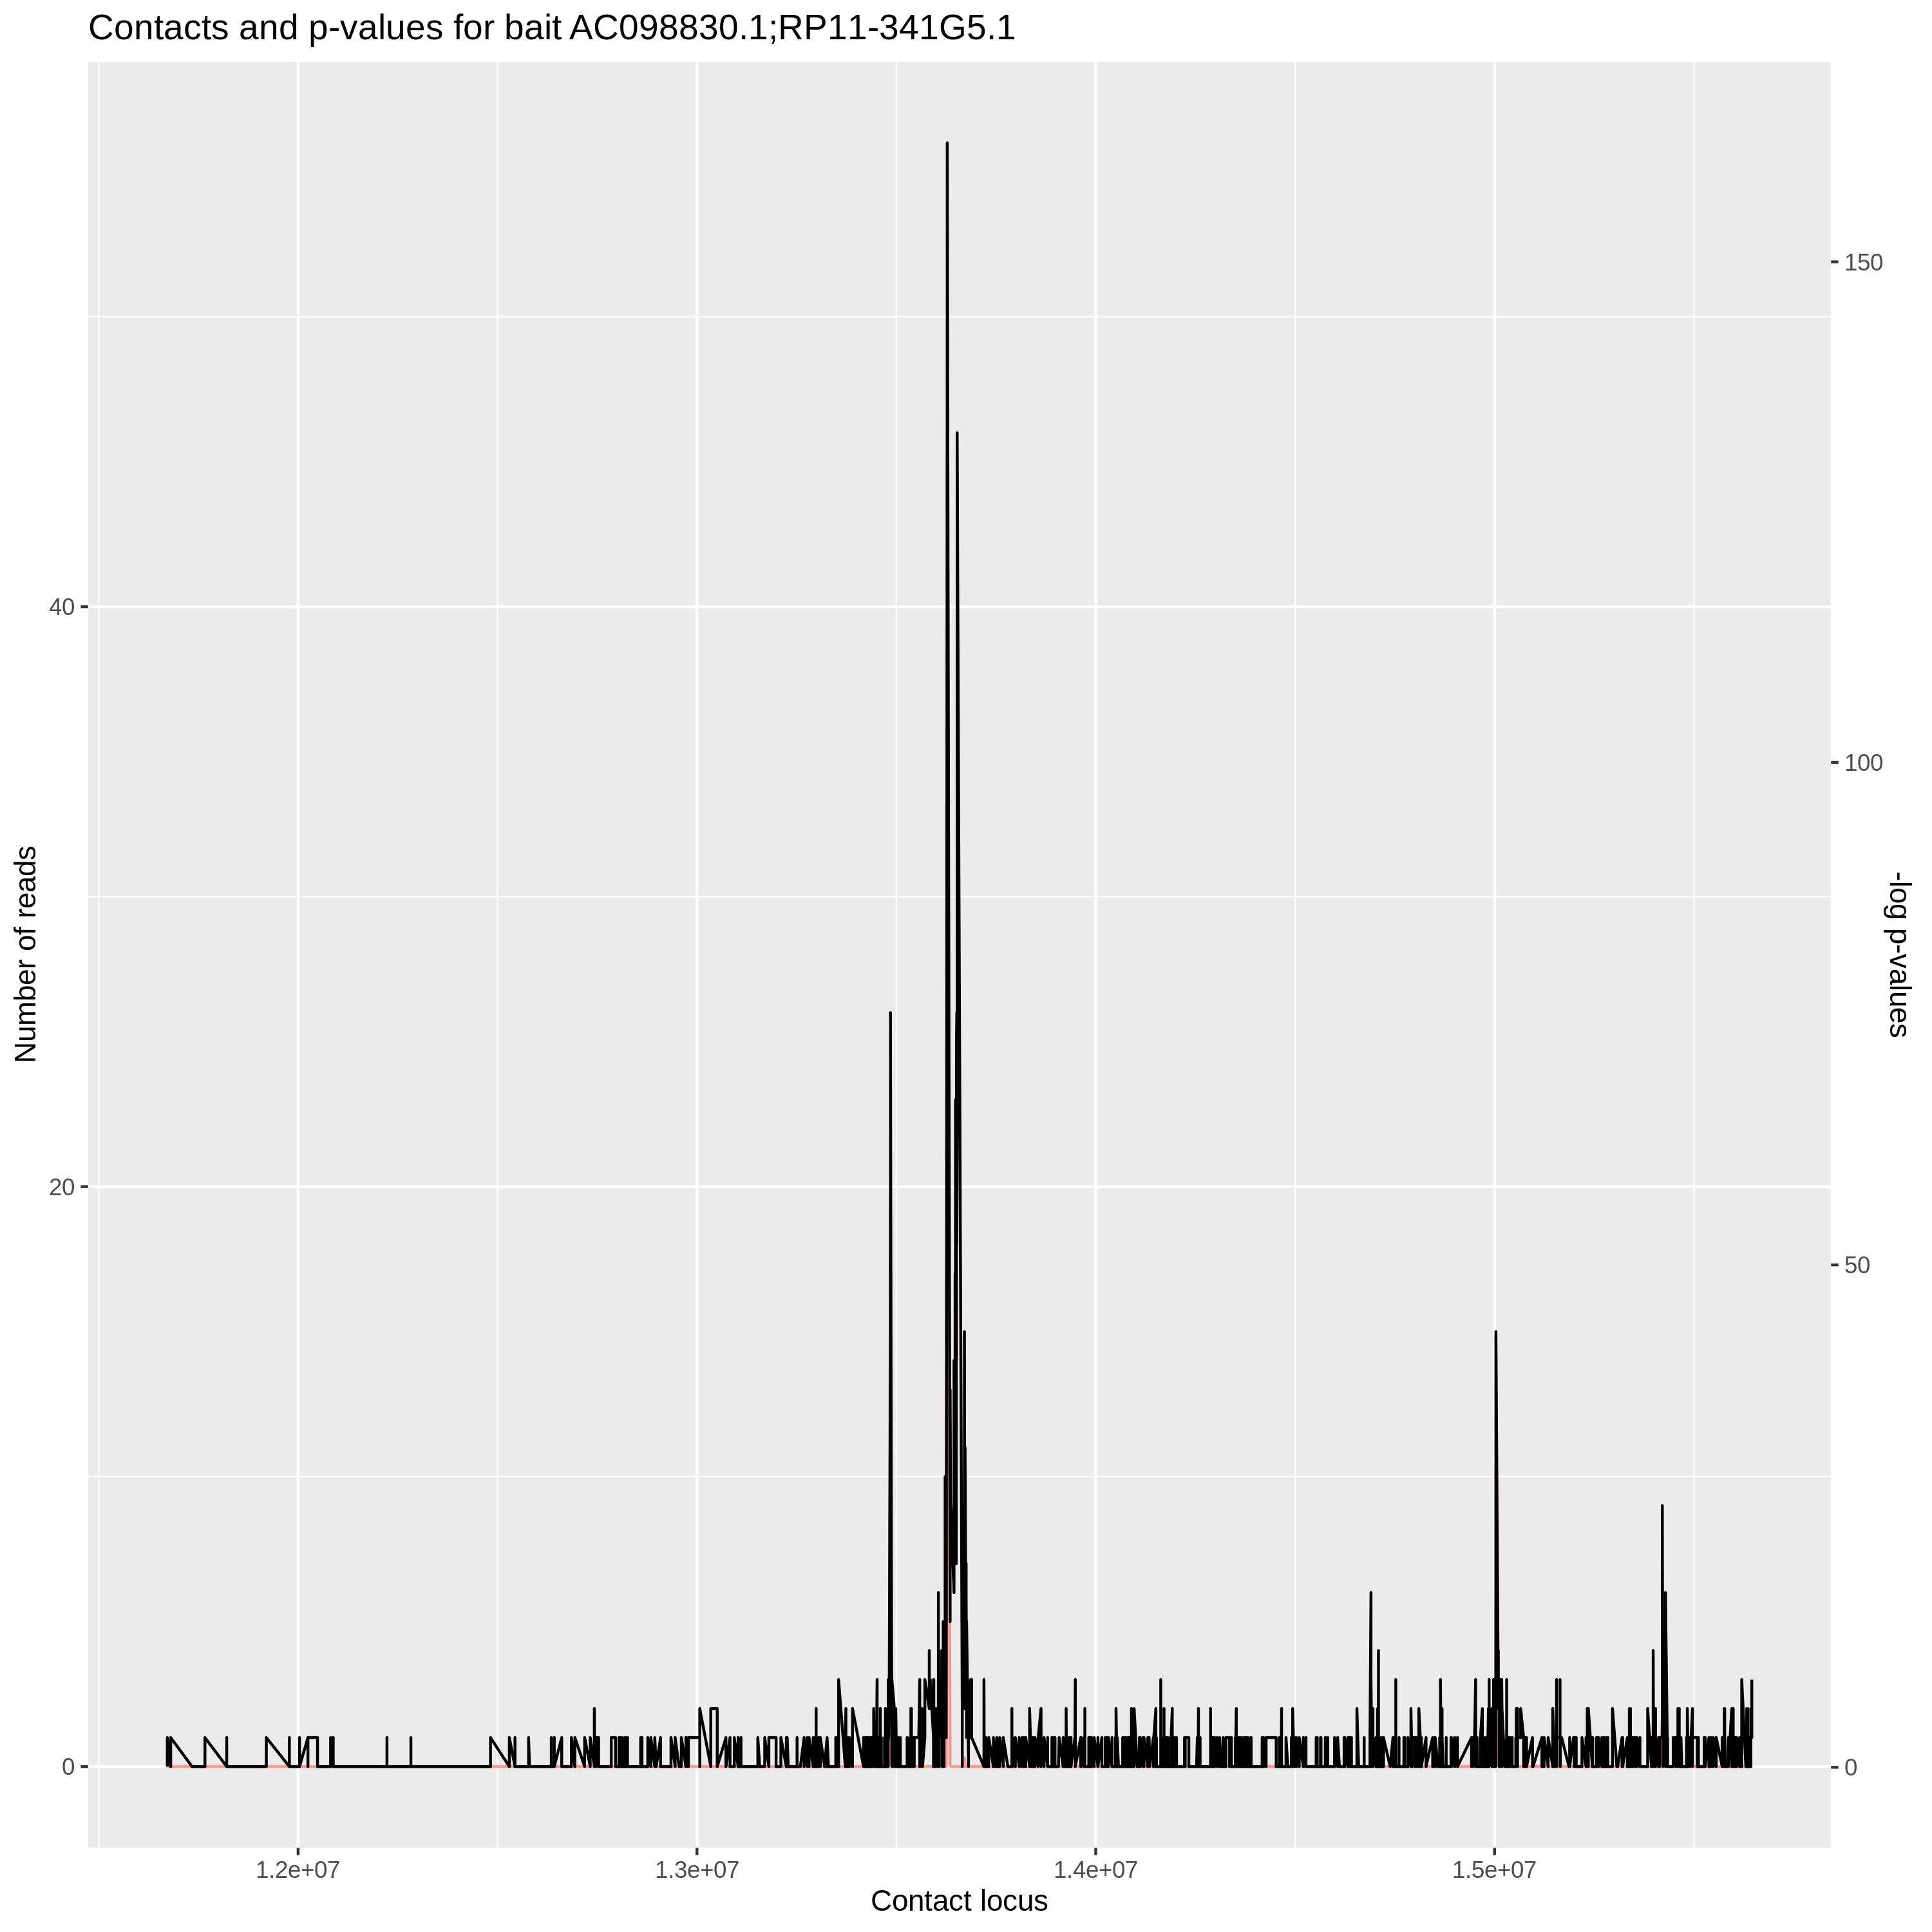 Contacts and p-values for bait AC098830.1;RP11-341G5.1
Number of reads
40
20
0
150
100
50
0
-log p-values
1.2e+07
1.3e+07
1.4e+07
1.5e+07
Contact locus